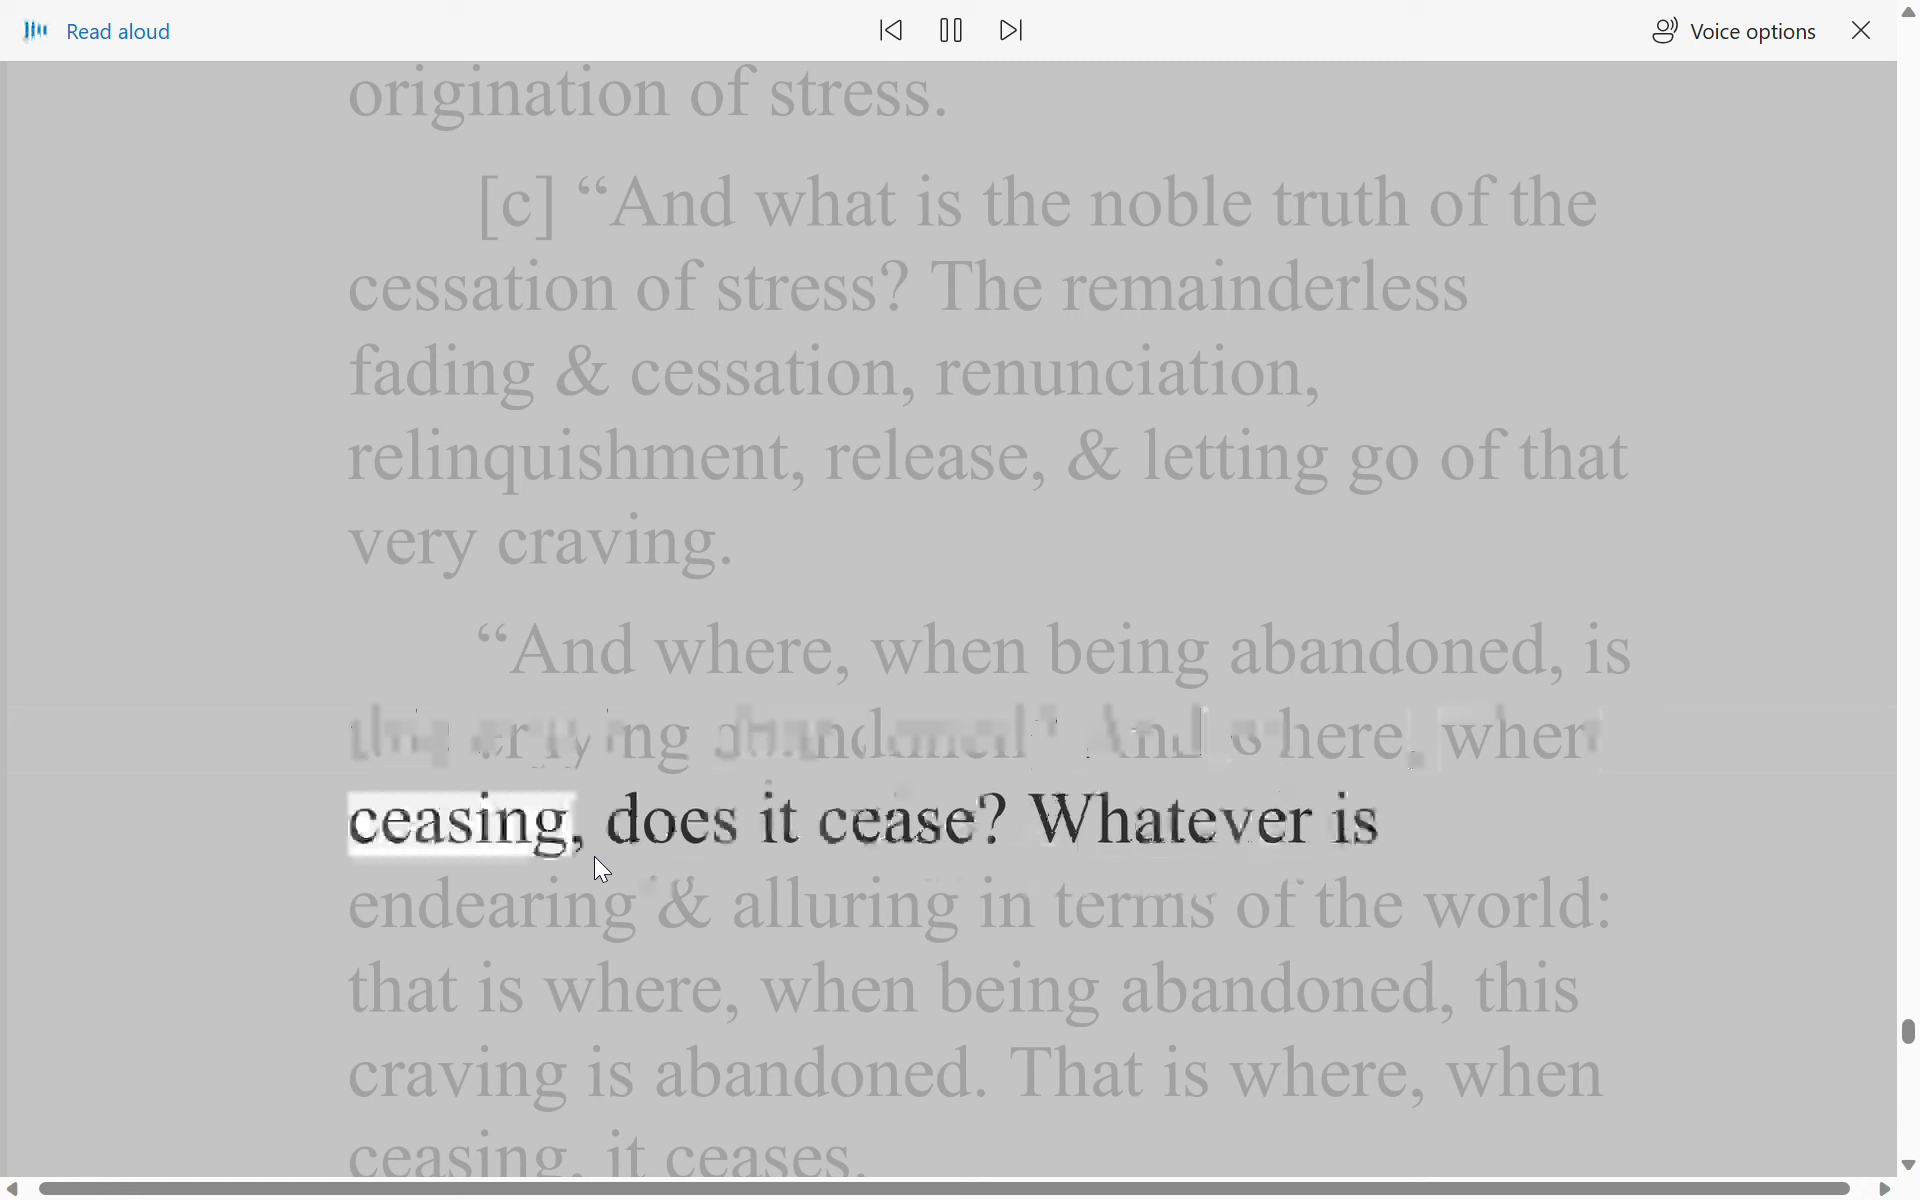 Read aloud
Voice options
origination of stress.
[c] “And what is the noble truth of the
cessation of stress? The remainderless
fading & cessation, renunciation,
relinquishment, release, & letting go of that
very craving.
“And where, when being abandoned, is
And where, when
ceasing, does it cease? Whatever is
endearing & alluring in terms of the world:
that is where, when being abandoned, this
craving is abandoned. That is where, when
ceasing, it ceases.